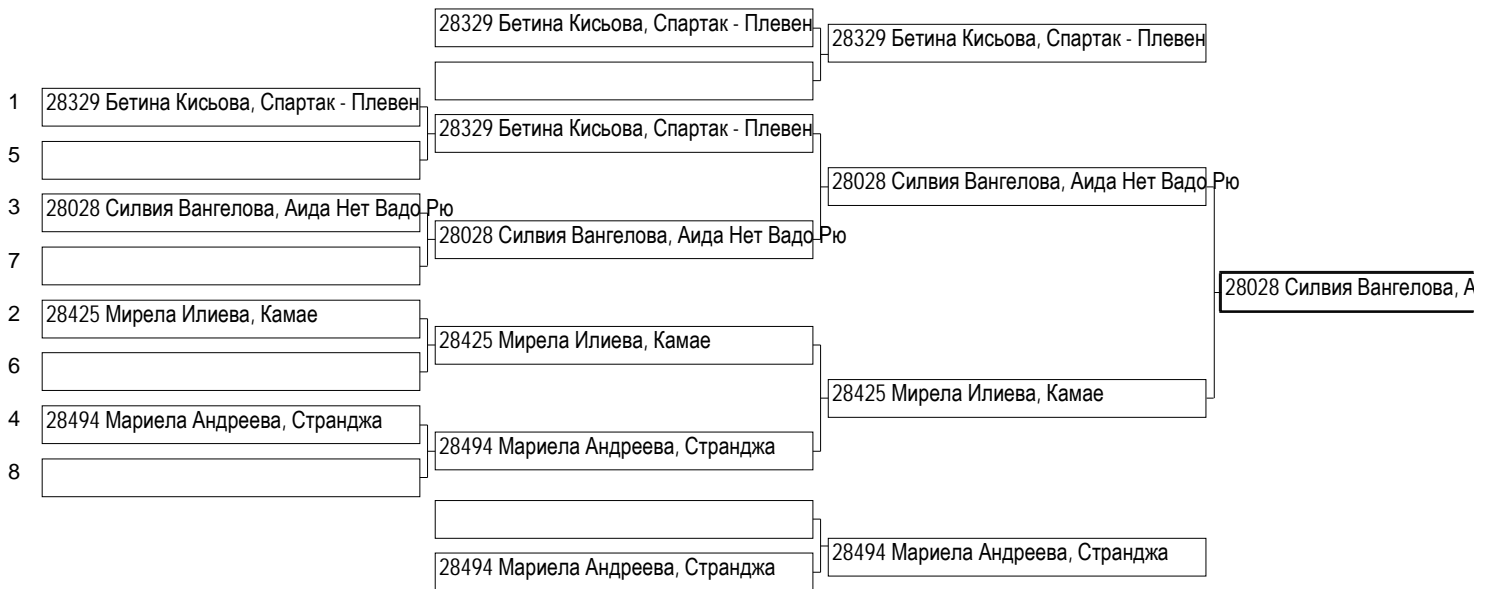 28329 Бетина Кисьова, Спартак - Плевен
28329 Бетина Кисьова, Спартак - Плевен
1 28329 Бетина Кисьова, Спартак - Плевен
28329 Бетина Кисьова, Спартак - Плевен
5
28028 Силвия Вангелова, Аида Нет Вадо Рю
3 28028 Силвия Вангелова, Аида Нет Вадо Рю
28028 Силвия Вангелова, Аида Нет Вадо Рю
7
28028 Силвия Вангелова, А
2 28425 Мирела Илиева, Камае
28425 Мирела Илиева, Камае
6
28425 Мирела Илиева, Камае
4 28494 Мариела Андреева, Странджа
28494 Мариела Андреева, Странджа
8
28494 Мариела Андреева, Странджа
28494 Мариела Андреева, Странджа